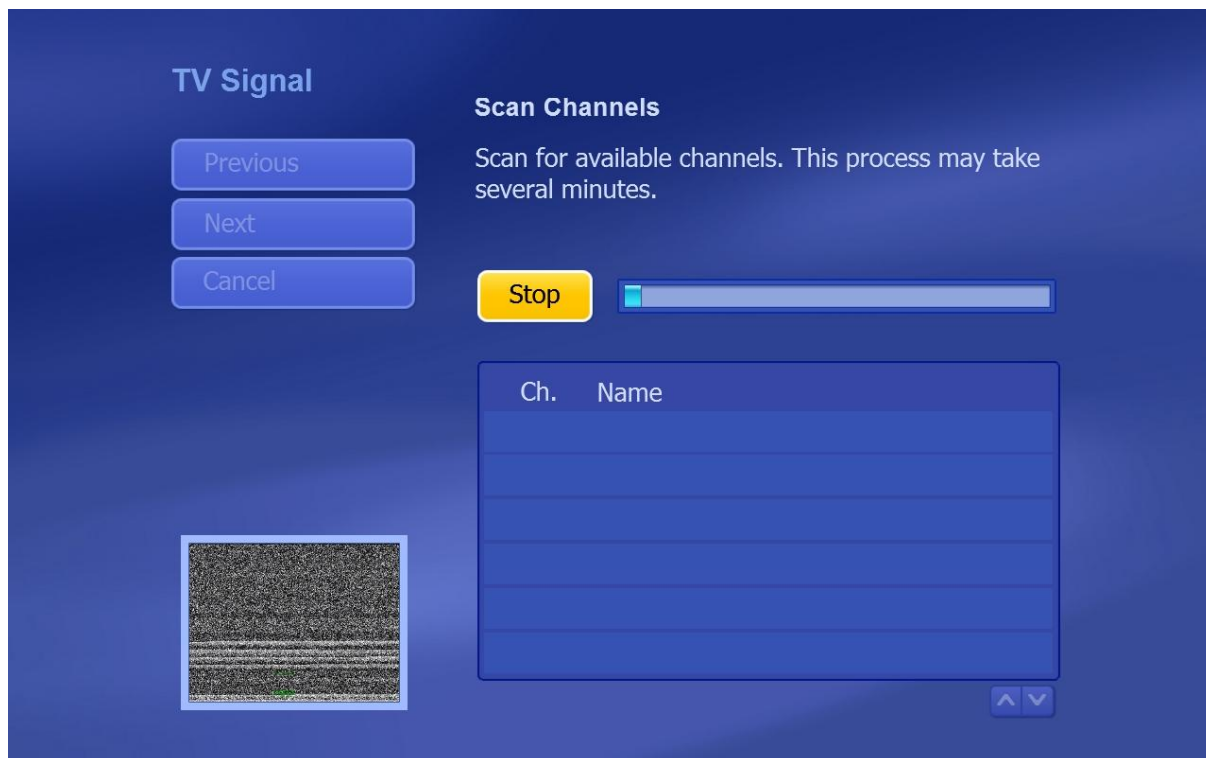 TV Signal
Previous
Next
Cancel
Scan Channels
Scan for available channels. This process may take
several minutes.
Stop
Ch. Name